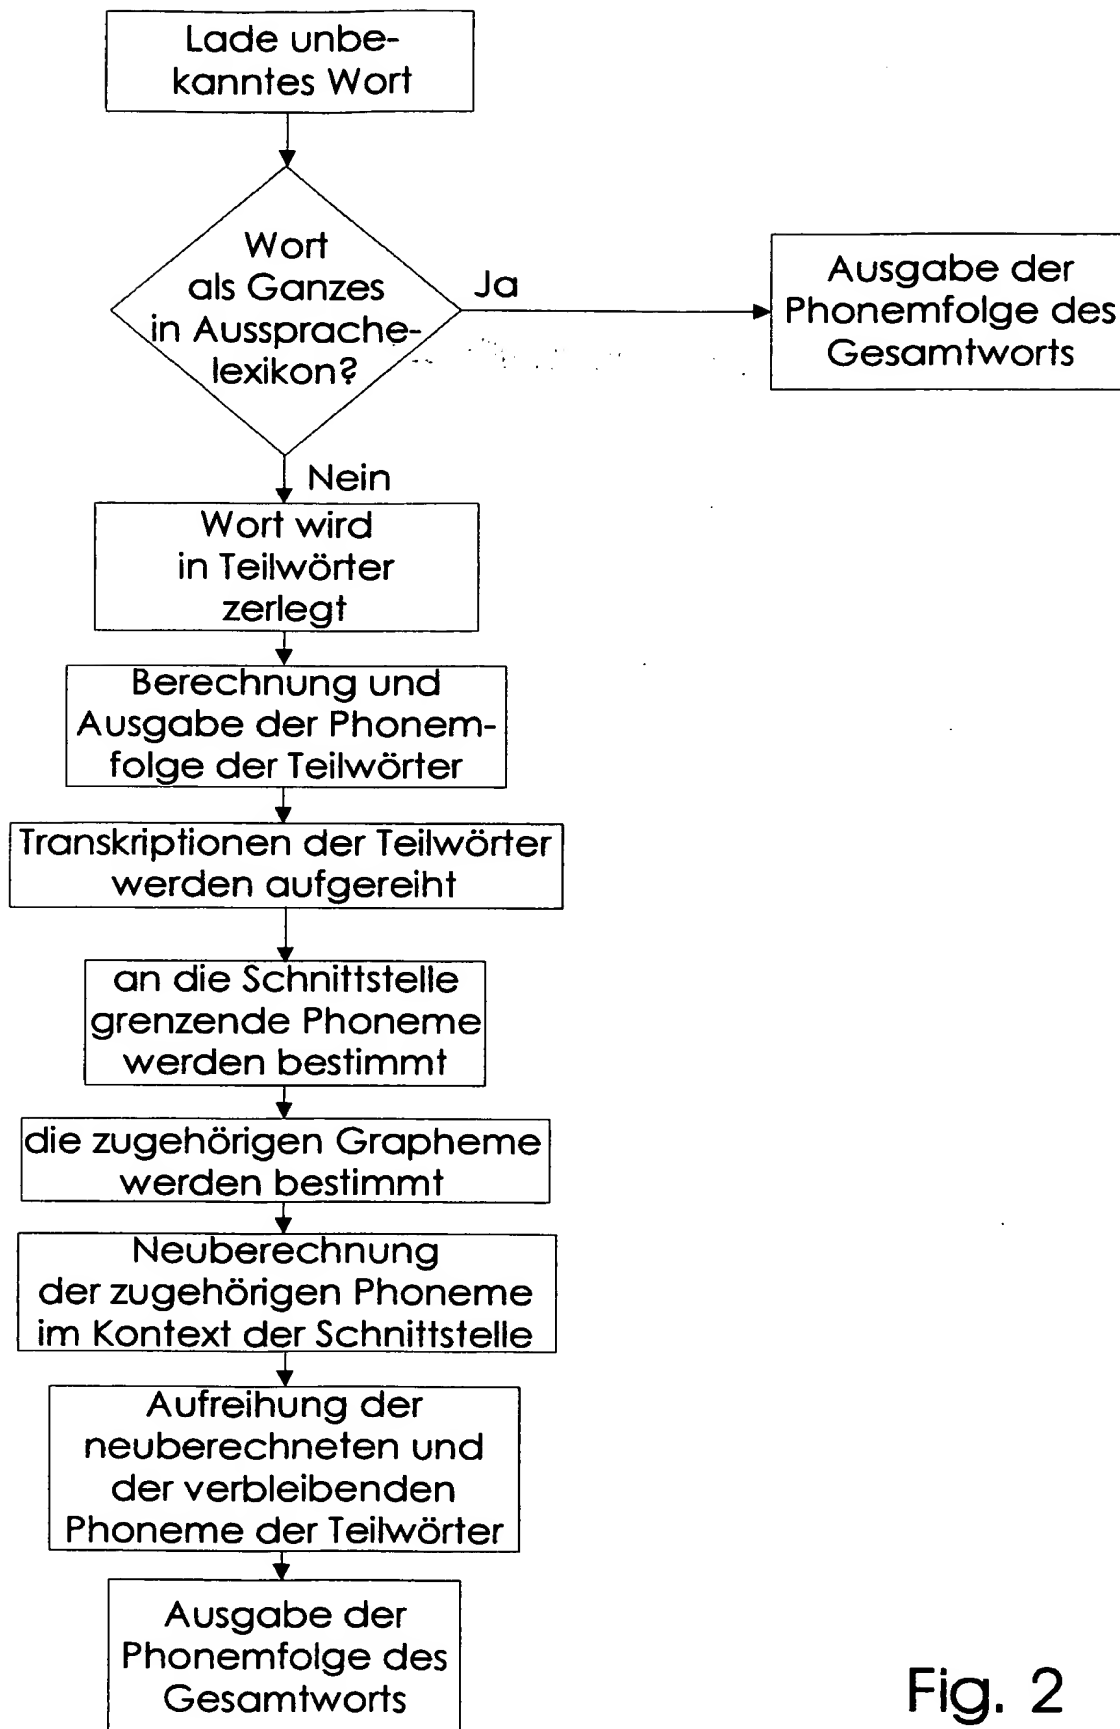 Lade unbe-
kanntes Wort
Wort
als Ganzes
in Aussprache-
lexikon?
Ja
Ausgabe der
Phonemfolge des
Gesamtworts
Nein
Wort wird
in Teilwörter
zerlegt
Berechnung und
Ausgabe der Phonem-
folge der Teilwörter
Transkriptionen der Teilwörter
werden aufgereiht
an die Schnittstelle
grenzende Phoneme
werden bestimmt
die zugehörigen Grapheme
werden bestimmt
Neuberechnung
der zugehörigen Phoneme
im Kontext der Schnittstelle
Aufreihung der
neuberechneten und
der verbleibenden
Phoneme der Teilwörter
Ausgabe der
Phonemfolge des
Gesamtworts
Fig. 2